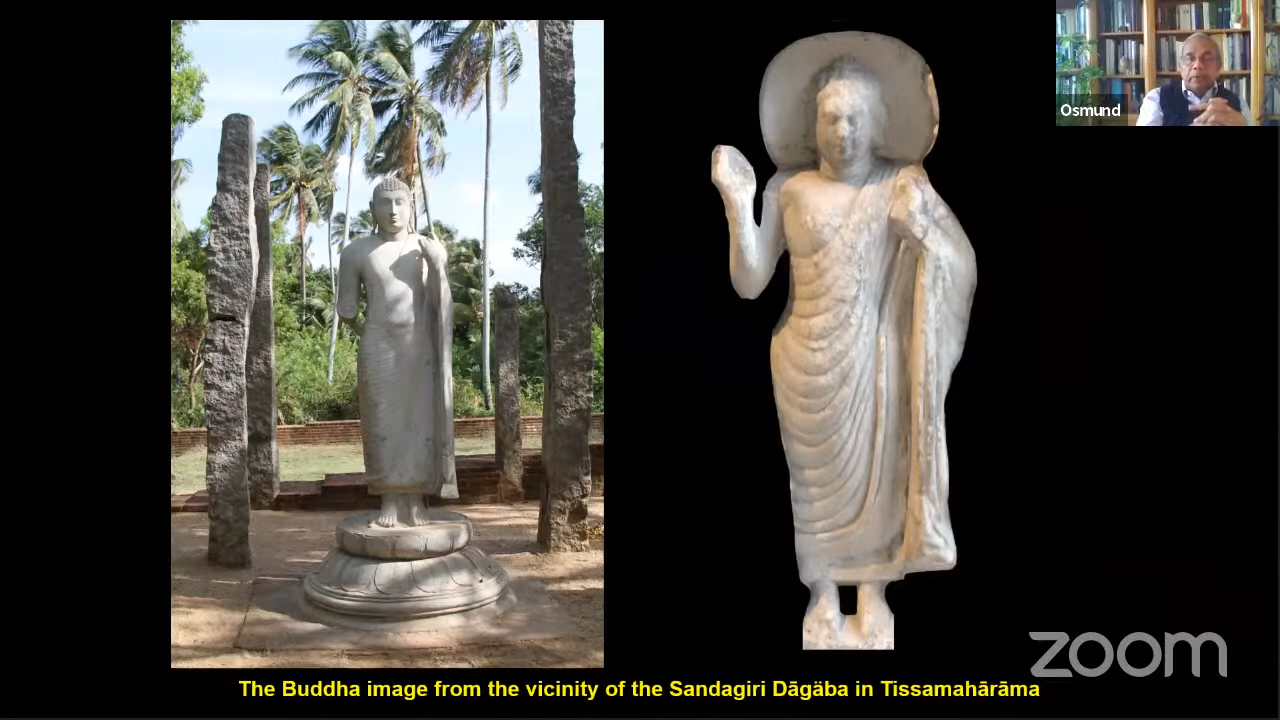 Osmund
zoom
The Buddha image from the vicinity of the Sandagiri Dāgäba in Tissamahārāma